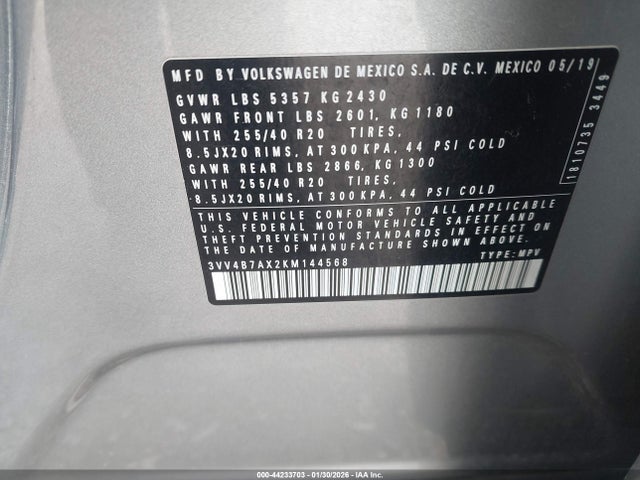 MFD BY VOLKSWAGEN DE MEXICO S.A. DE C.V. MEXICO 05/19
GVWR LBS 5357 KG 2430
GAWR FRONT LBS 2601, KG 1180
WITH 255/40 R20 TIRES,
8.5JX20 RIMS, AT 300 KPA, 44 PSI COLD
GAWR REAR LBS 2866, KG 1300
WITH 255/40 R20 TIRES,
8.5JX20 RIMS, AT 300 KPA, 44 PSI COLD
THIS VEHICLE CONFORMS TO ALL APPLICABLE
U.S. FEDERAL MOTOR VEHICLE SAFETY AND
THEFT PREVENTION STANDARDS IN EFFECT ON
THE DATE OF MANUFACTURE SHOWN ABOVE.
3VV4B7AX2KM144568 TYPE:MPV
1810735 3449
000-44233703 - 01/30/2026 - IAA Inc.